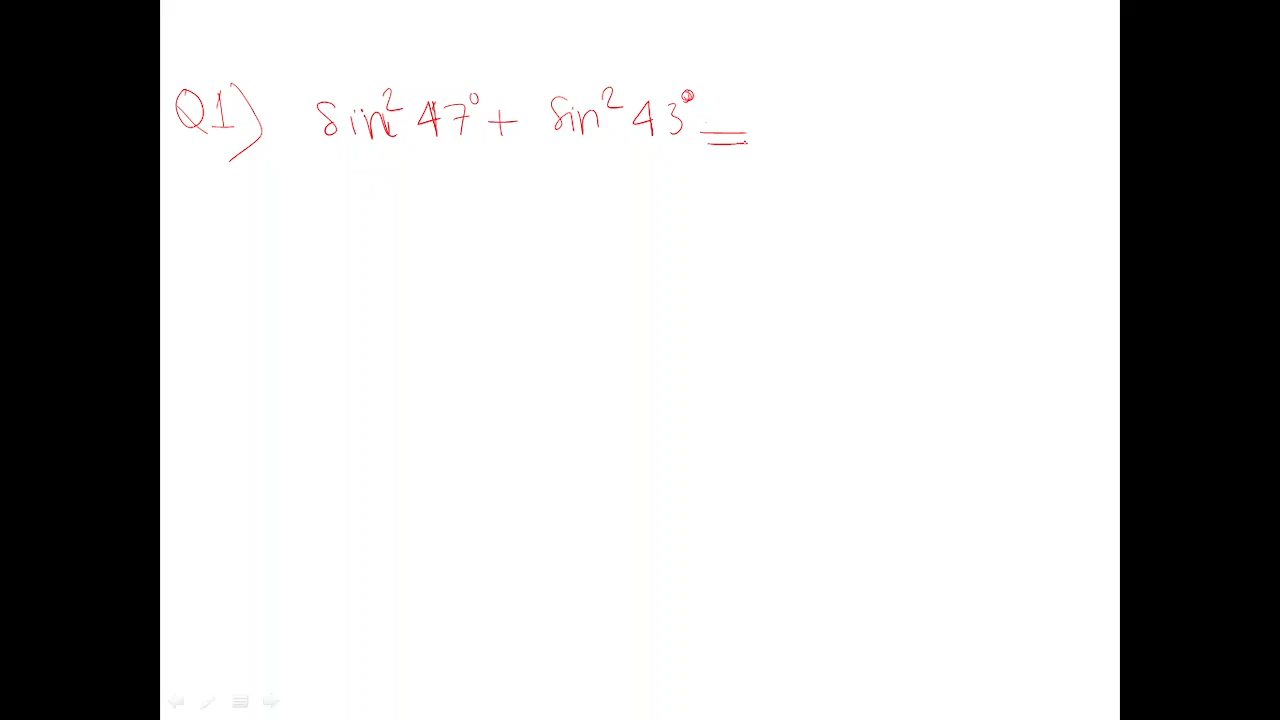 Q1) sin² 47° + sin² 43° =